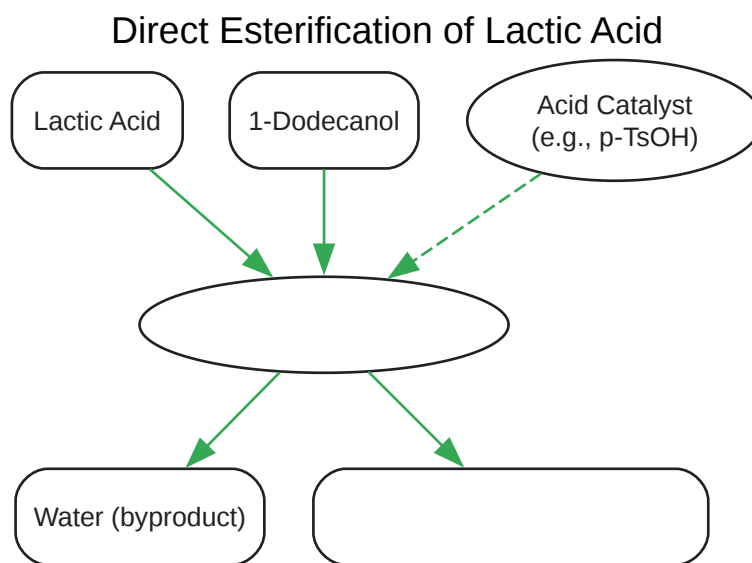 Direct Esterification of Lactic Acid
Lactic Acid
1-Dodecanol
Acid Catalyst
(e.g., p-TsOH)
Water (byproduct)